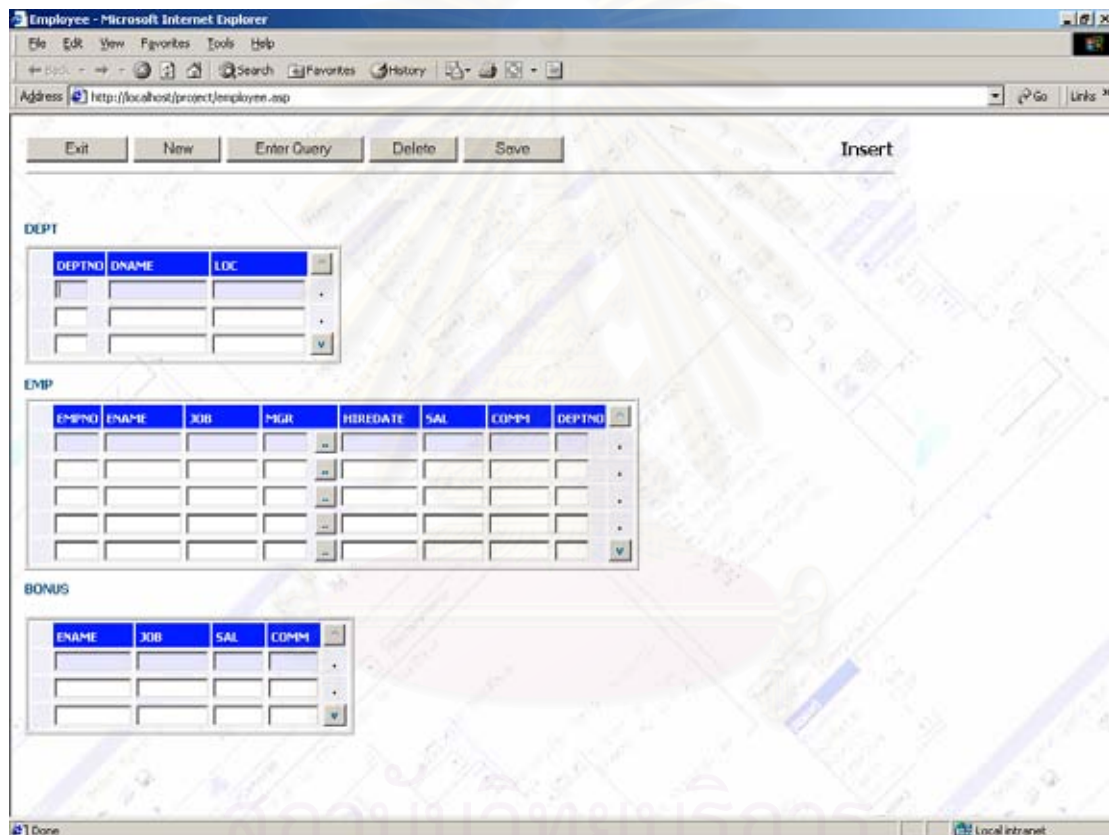 Employee - Microsoft Internet Explorer
File Edit View Favorites Tools Help
Back Search Favorites History
Address http://localhost/project/employee.asp Go Links
Exit New Enter Query Delete Save Insert
DEPT
DEPTNO DNAME LOC
EMP
EMPNO ENAME JOB MGR HIREDATE SAL COMM DEPTNO
BONUS
ENAME JOB SAL COMM
Done Local intranet